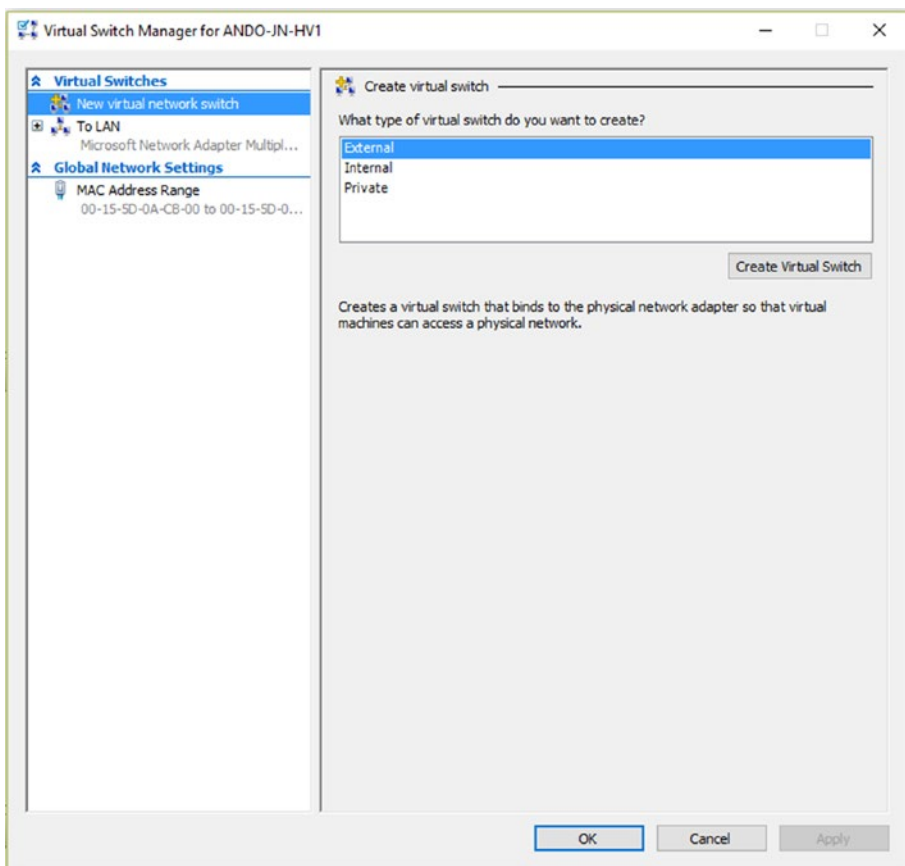 Virtual Switch Manager for ANDO-JN-HV1
Virtual Switches
New virtual network switch
To LAN
Microsoft Network Adapter Multipl...
Global Network Settings
MAC Address Range
00-15-5D-0A-CB-00 to 00-15-5D-0...
Create virtual switch
What type of virtual switch do you want to create?
External
Internal
Private
Create Virtual Switch
Creates a virtual switch that binds to the physical network adapter so that virtual
machines can access a physical network.
OK
Cancel
Apply